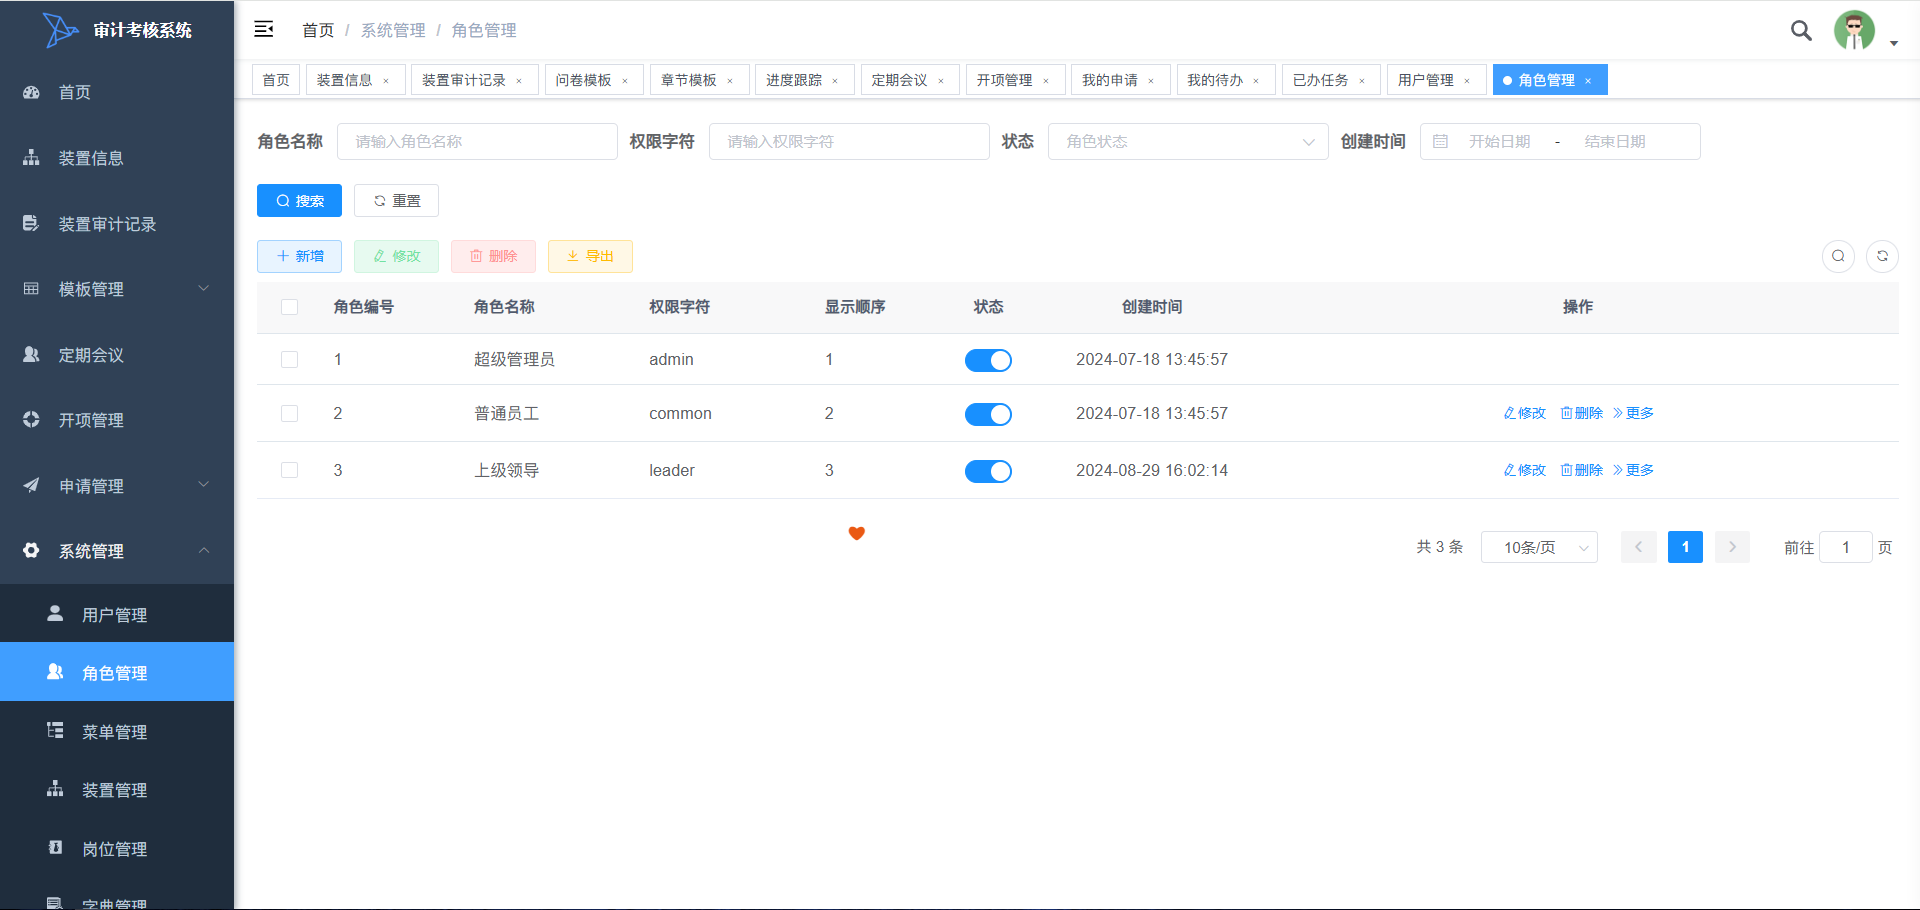 审计考核系统
首页 / 系统管理 / 角色管理
首页
装置信息
装置审计记录
模板管理
定期会议
开项管理
申请管理
系统管理
用户管理
角色管理
菜单管理
装置管理
岗位管理
字典管理
首页 装置信息 × 装置审计记录 × 问卷模板 × 章节模板 × 进度跟踪 × 定期会议 × 开项管理 × 我的申请 × 我的待办 × 已办任务 × 用户管理 × 角色管理 ×
角色名称 请输入角色名称 权限字符 请输入权限字符 状态 角色状态 创建时间 开始日期 - 结束日期
搜索 重置
新增 修改 删除 导出
角色编号 角色名称 权限字符 显示顺序 状态 创建时间 操作
1 超级管理员 admin 1 2024-07-18 13:45:57
2 普通员工 common 2 2024-07-18 13:45:57 修改 删除 更多
3 上级领导 leader 3 2024-08-29 16:02:14 修改 删除 更多
共 3 条 10条/页 1 前往 1 页